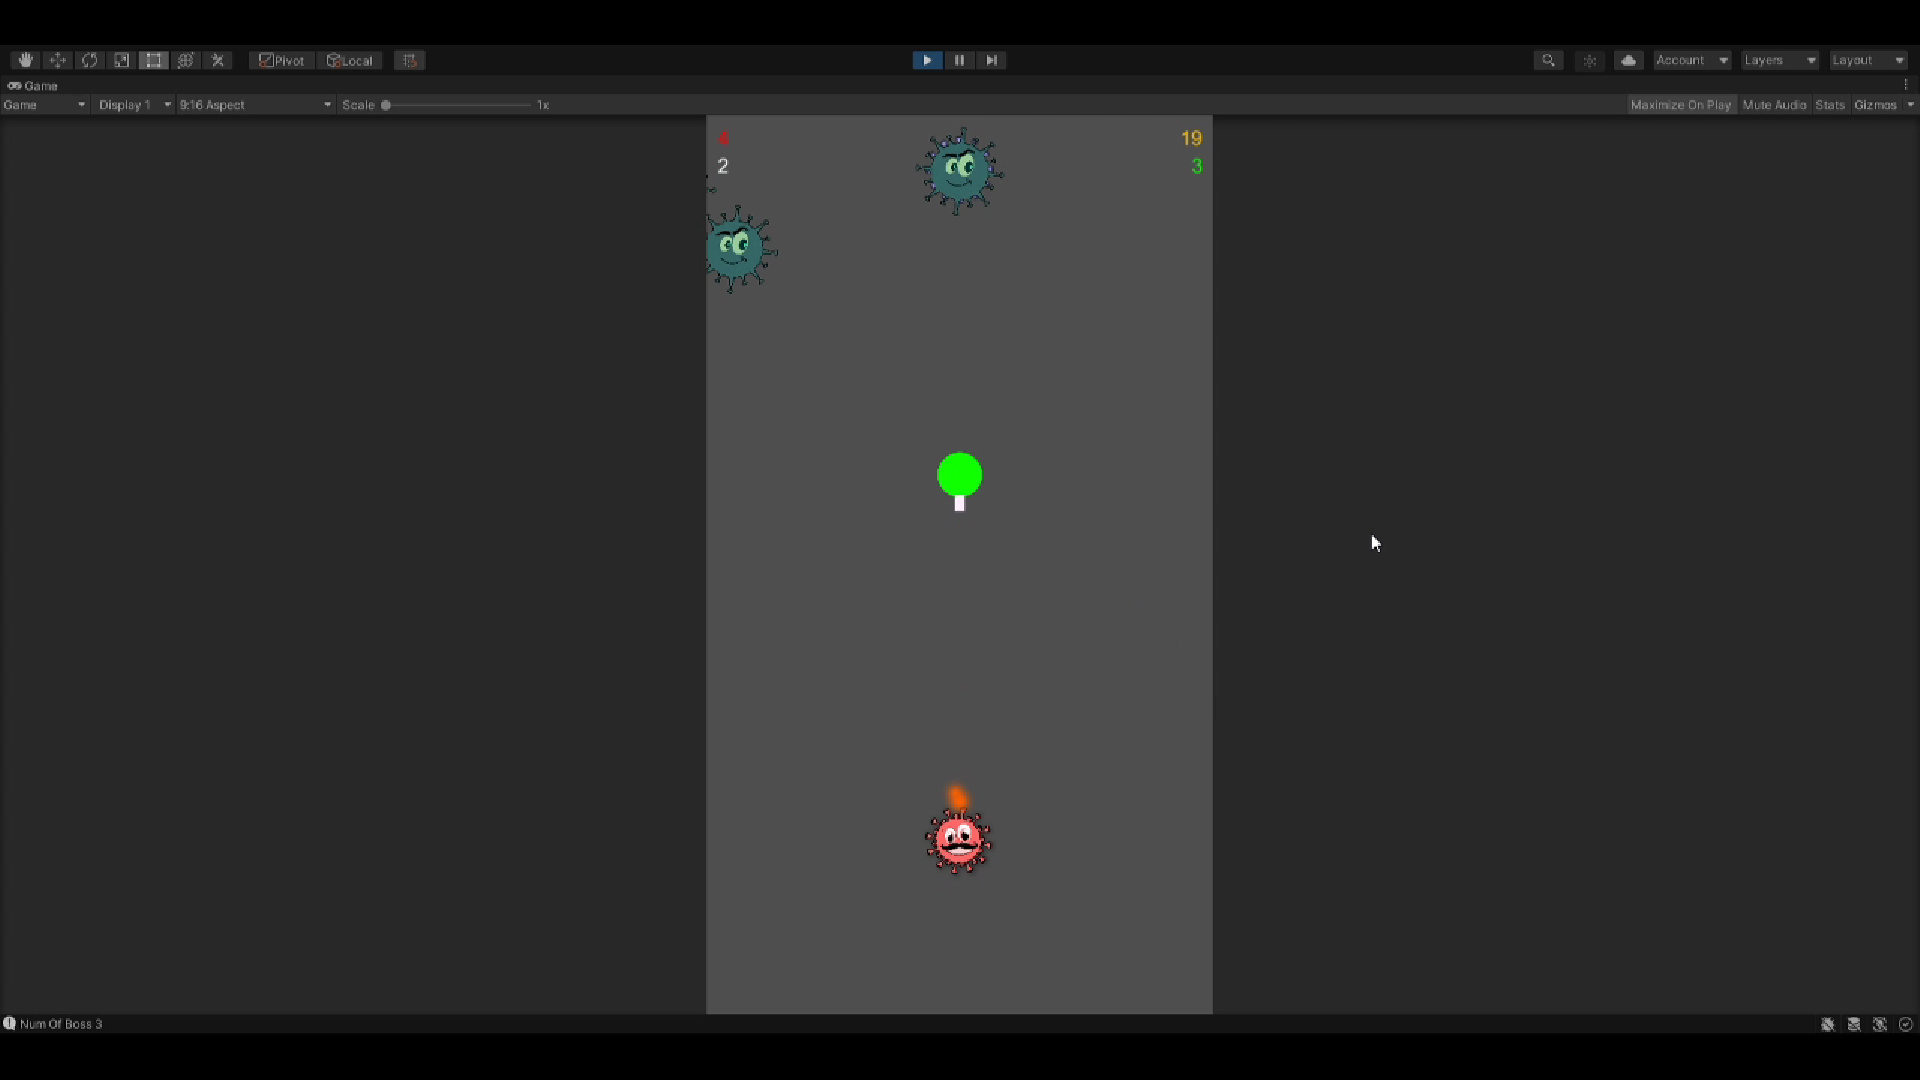 Pivot Local Account Layers Layout
Game
Game Display 1 9:16 Aspect Scale 1x Maximize On Play Mute Audio Stats Gizmos
4 19
2 3
Num Of Boss 3